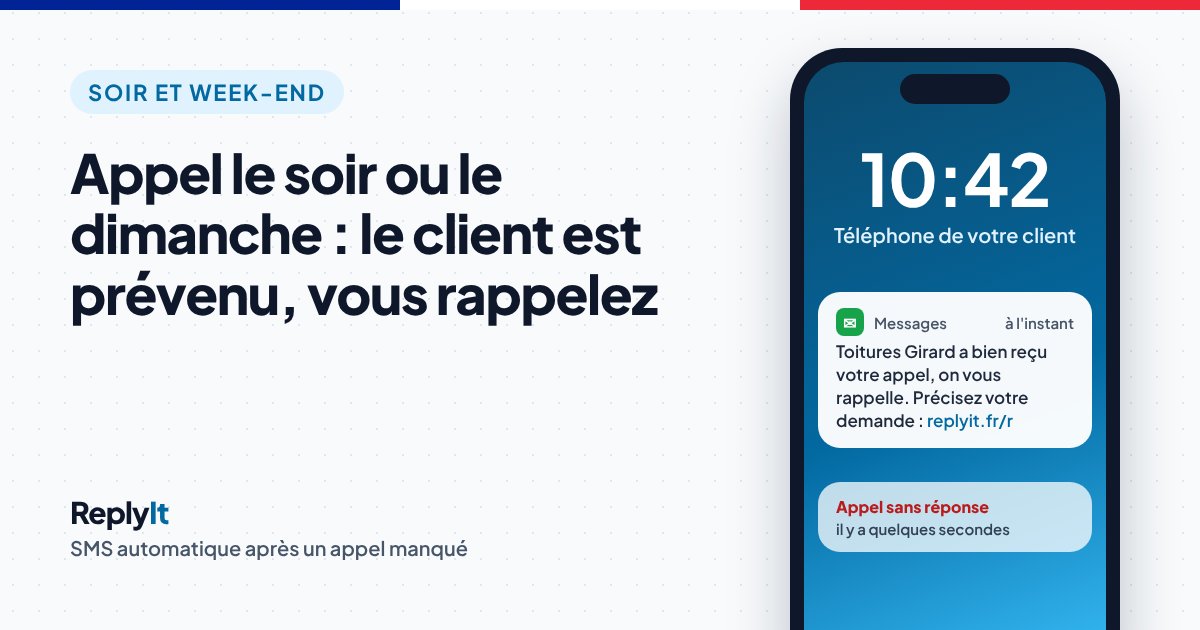 SOIR ET WEEK-END
Appel le soir ou le
dimanche : le client est
prévenu, vous rappelez
ReplyIt
SMS automatique après un appel manqué
10:42
Téléphone de votre client
Messages à l'instant
Toitures Girard a bien reçu
votre appel, on vous
rappelle. Précisez votre
demande : replyit.fr/r
Appel sans réponse
il y a quelques secondes